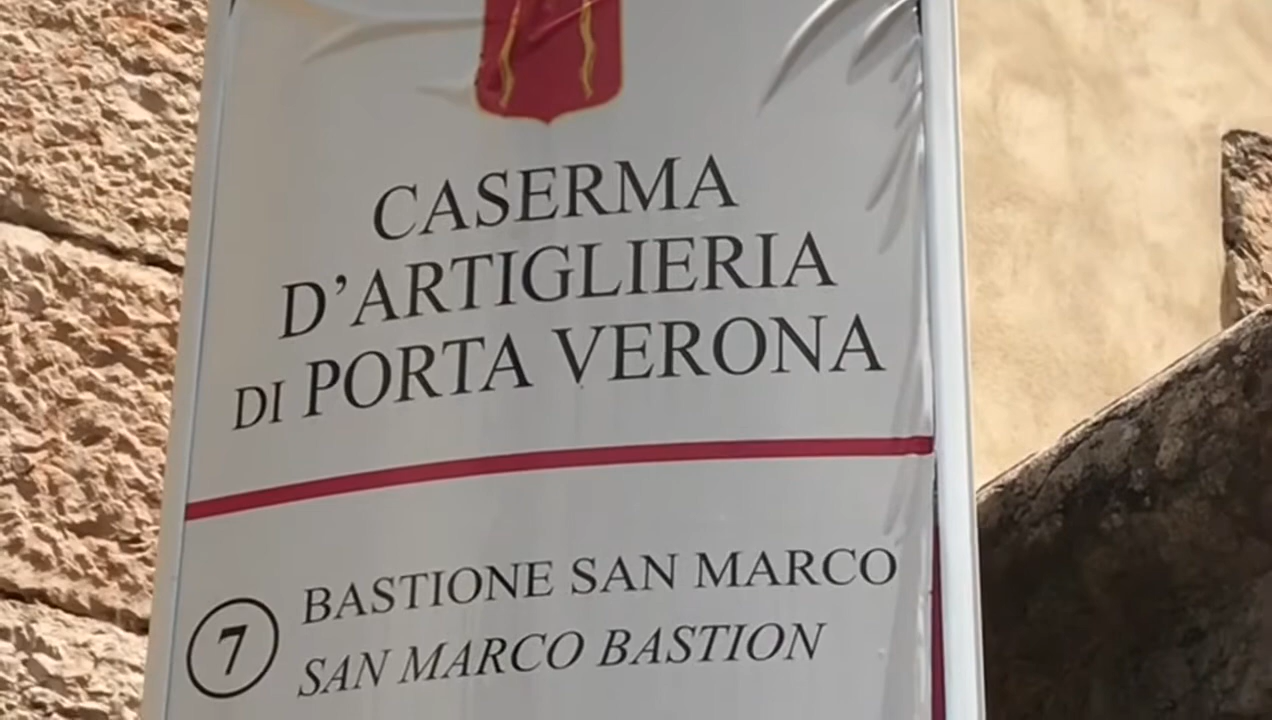 CASERMA
D’ARTIGLIERIA
DI PORTA VERONA
7 BASTIONE SAN MARCO
SAN MARCO BASTION